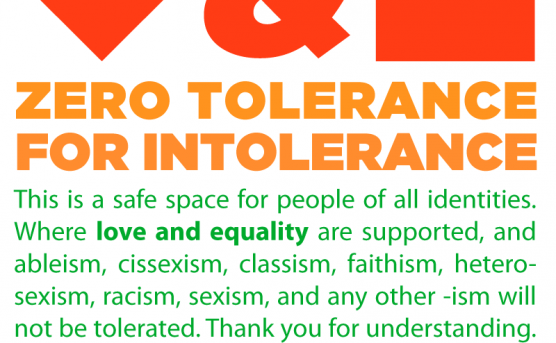 &
ZERO TOLERANCE
FOR INTOLERANCE
This is a safe space for people of all identities.
Where love and equality are supported, and
ableism, cissexism, classism, faithism, hetero-
sexism, racism, sexism, and any other -ism will
not be tolerated. Thank you for understanding.